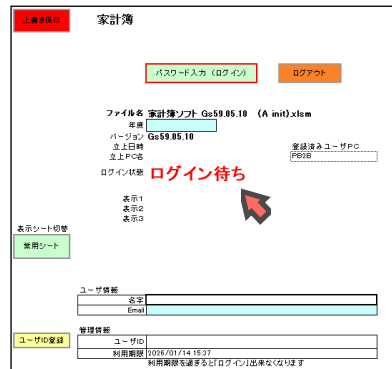 上書き保存
家計簿
パスワード入力 (ログイン)
ログアウト
ファイル名 家計簿ソフト Gs59.05.10 (A init).xlsm
年度
バージョン Gs59.05.10
立上日時
登録済みユーザPC
立上PC名
PB2B
ログイン状態 ログイン待ち
表示1
表示2
表示3
表示シート切替
常用シート
ユーザ情報
名字
Email
管理情報
ユーザID登録
ユーザID
利用期限 2026/01/14 15:37
利用期限を過ぎると「ログイン」出来なくなります